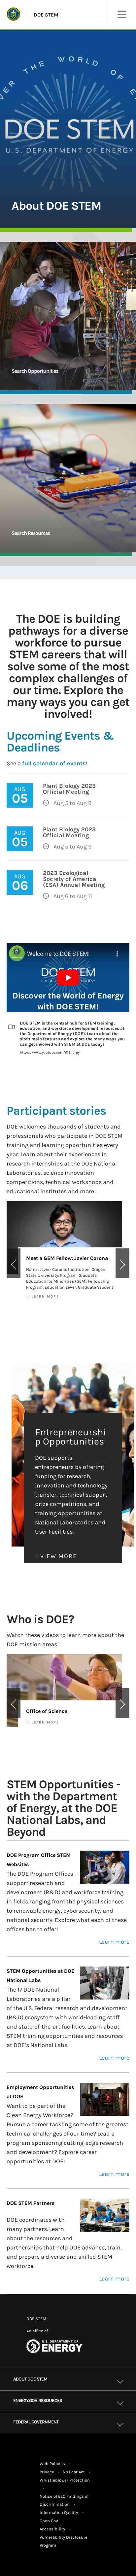 DOE STEM
THE WORLD OF
DOE STEM
U.S. DEPARTMENT OF ENERGY
About DOE STEM
Search Opportunities
Search Resources
The DOE is building
pathways for a diverse
workforce to pursue
STEM careers that will
solve some of the most
complex challenges of
our time. Explore the
many ways you can get
involved!
Upcoming Events &
Deadlines
See a full calendar of events!
AUG
05
Plant Biology 2023
Official Meeting
Aug 5 to Aug 9
AUG
05
Plant Biology 2023
Official Meeting
Aug 5 to Aug 9
AUG
06
2023 Ecological
Society of America
(ESA) Annual Meeting
Aug 6 to Aug 11
Welcome to DOE STEM!
DOE STEM
U.S. DEPARTMENT OF ENERGY
Discover the World of Energy
with DOE STEM!
DOE STEM is the central hub for STEM training,
education, and workforce development resources at
the Department of Energy (DOE). Learn about the
site's main features and explore the many ways you
can get involved with STEM at DOE today!
Participant stories
DOE welcomes thousands of students
and professionals who participate in DOE STEM
training and learning opportunities every
year. Learn more about their experiences in
research internships at the DOE National
Laboratories, science internships, science
competitions, technical workshops and
educational institutions and more!
Meet a GEM Fellow: Javier Corona
Name: Javier Corona; Institution: Oregon
State University; Program: Graduate
Education for Minorities (GEM) Fellowship
Program; Education Level: Graduate Student
LEARN MORE
Entrepreneurshi
p Opportunities
DOE supports
entrepreneurs by offering
funding for research,
innovation and technology
transfer, technical support,
prize competitions, and
training opportunities at
National Laboratories and
User Facilities.
VIEW MORE
Who is DOE?
Watch these videos to learn more about the
DOE mission areas!
Office of Science
LEARN MORE
STEM Opportunities -
with the Department
of Energy, at the DOE
National Labs, and
Beyond
DOE Program Office STEM
Websites
The DOE Program Offices
support research and
development (R&D) and workforce training
in fields ranging from the physical sciences
to renewable energy, cybersecurity, and
national security. Explore what each of these
offices has to offer!
Learn more
STEM Opportunities at DOE
National Labs
The 17 DOE National
Laboratories are a pillar
of the U.S. Federal research and development
(R&D) ecosystem with world-leading staff
and state-of-the-art facilities. Learn about
STEM training opportunities and resources
at DOE's National Labs.
Learn more
Employment Opportunities
at DOE
Want to be part of the
Clean Energy Workforce?
Pursue a career tackling some of the greatest
technical challenges of our time? Lead a
program sponsoring cutting-edge research
and development? Explore career
opportunities at DOE!
Learn more
DOE STEM Partners
DOE coordinates with
many partners. Learn
about the resources and
partnerships that help DOE advance, train,
and prepare a diverse and skilled STEM
workforce.
Learn more
DOE STEM
An office of
U.S. DEPARTMENT OF
ENERGY
ABOUT DOE STEM
ENERGY.GOV RESOURCES
FEDERAL GOVERNMENT
Web Policies
Privacy · No Fear Act
Whistleblower Protection
Notice of EEO Findings of
Discrimination
Information Quality
Open Gov
Accessibility
Vulnerability Disclosure
Program